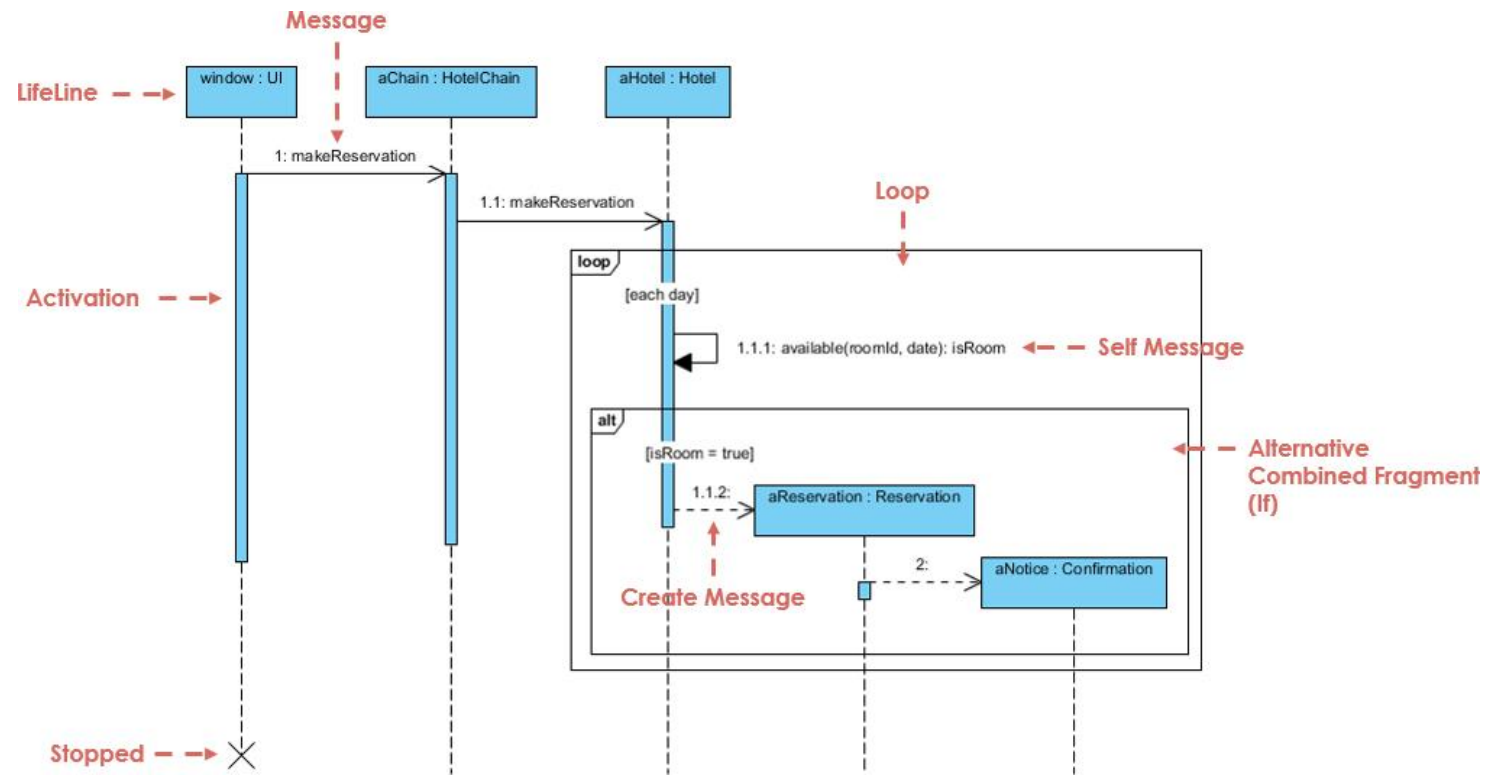 Message
window : UI
aChain : HotelChain
aHotel : Hotel
LifeLine
1: makeReservation
1.1: makeReservation
Loop
loop
[each day]
Activation
1.1.1: available(roomId, date): isRoom
Self Message
alt
[isRoom = true]
Alternative
Combined Fragment
(If)
1.1.2:
aReservation : Reservation
2:
aNotice : Confirmation
Create Message
Stopped